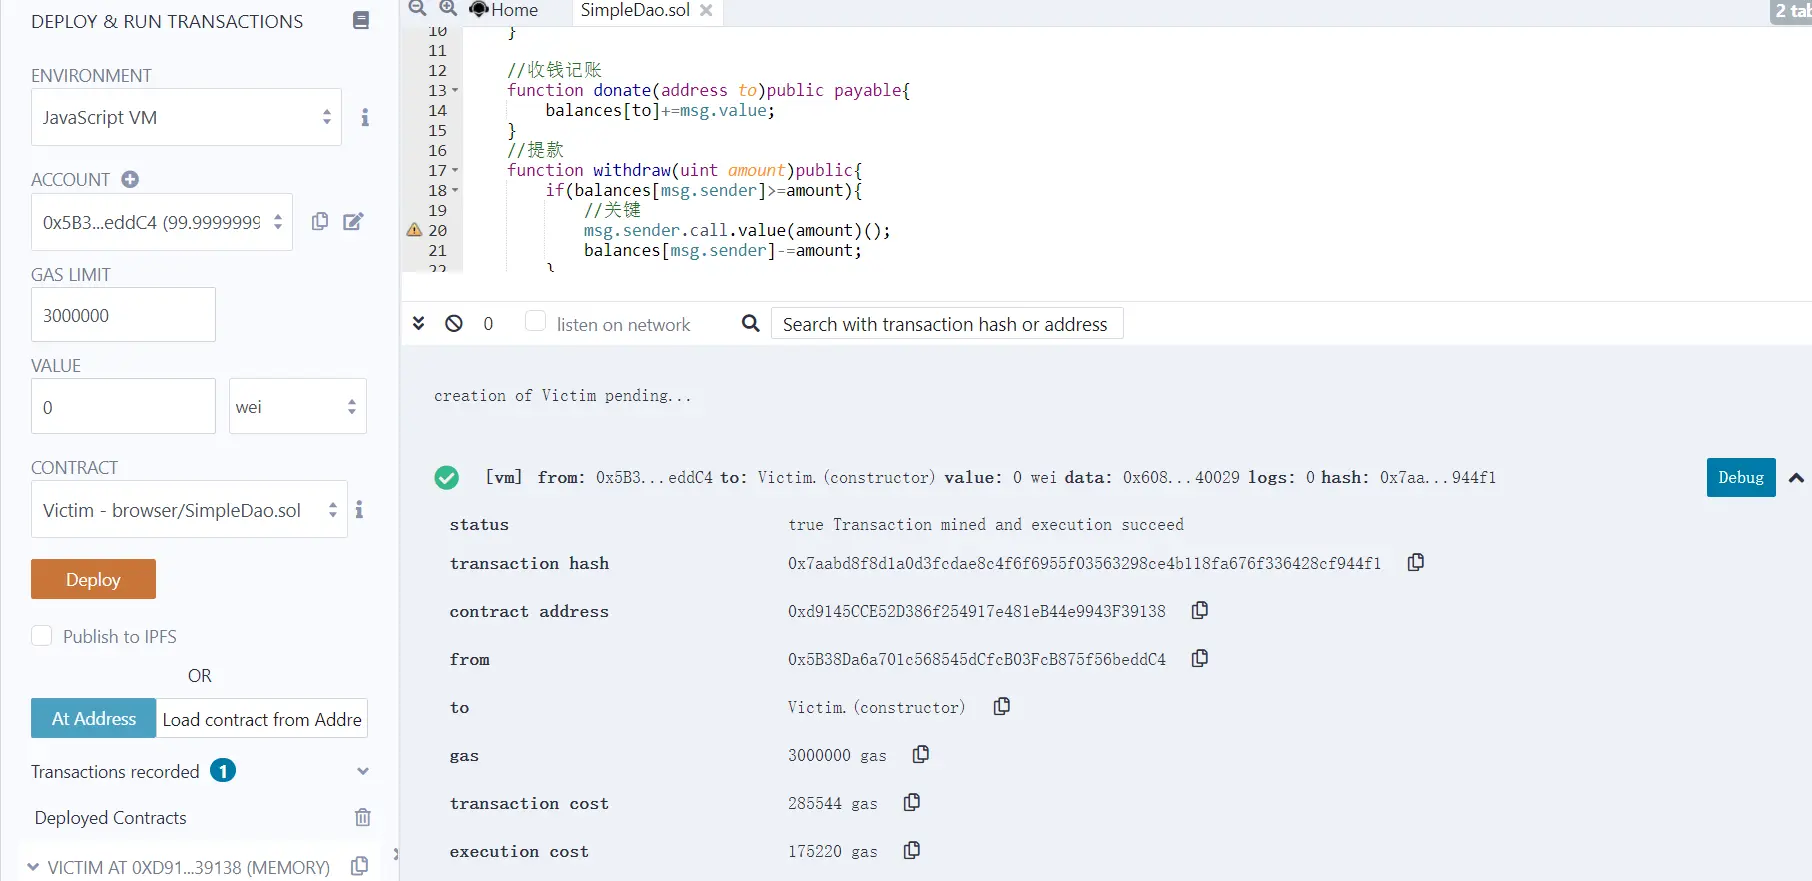 DEPLOY & RUN TRANSACTIONS
ENVIRONMENT
JavaScript VM
ACCOUNT
0x5B3...eddC4 (99.9999999
GAS LIMIT
3000000
VALUE
0
wei
CONTRACT
Victim - browser/SimpleDao.sol
Deploy
Publish to IPFS
OR
At Address
Load contract from Addre
Transactions recorded 1
Deployed Contracts
VICTIM AT 0XD91...39138 (MEMORY)
Home
SimpleDao.sol
2 tab
10 }
11
12 //收钱记账
13 function donate(address to)public payable{
14 balances[to]+=msg.value;
15 }
16 //提款
17 function withdraw(uint amount)public{
18 if(balances[msg.sender]>=amount){
19 //关键
20 msg.sender.call.value(amount)();
21 balances[msg.sender]-=amount;
22 }
0
listen on network
Search with transaction hash or address
creation of Victim pending...
[vm] from: 0x5B3...eddC4 to: Victim.(constructor) value: 0 wei data: 0x608...40029 logs: 0 hash: 0x7aa...944f1
Debug
status true Transaction mined and execution succeed
transaction hash 0x7aabd8f8d1a0d3fcdae8c4f6f6955f03563298ce4b118fa676f336428cf944f1
contract address 0xd9145CCE52D386f254917e481eB44e9943F39138
from 0x5B38Da6a701c568545dCfcB03FcB875f56beddC4
to Victim.(constructor)
gas 3000000 gas
transaction cost 285544 gas
execution cost 175220 gas